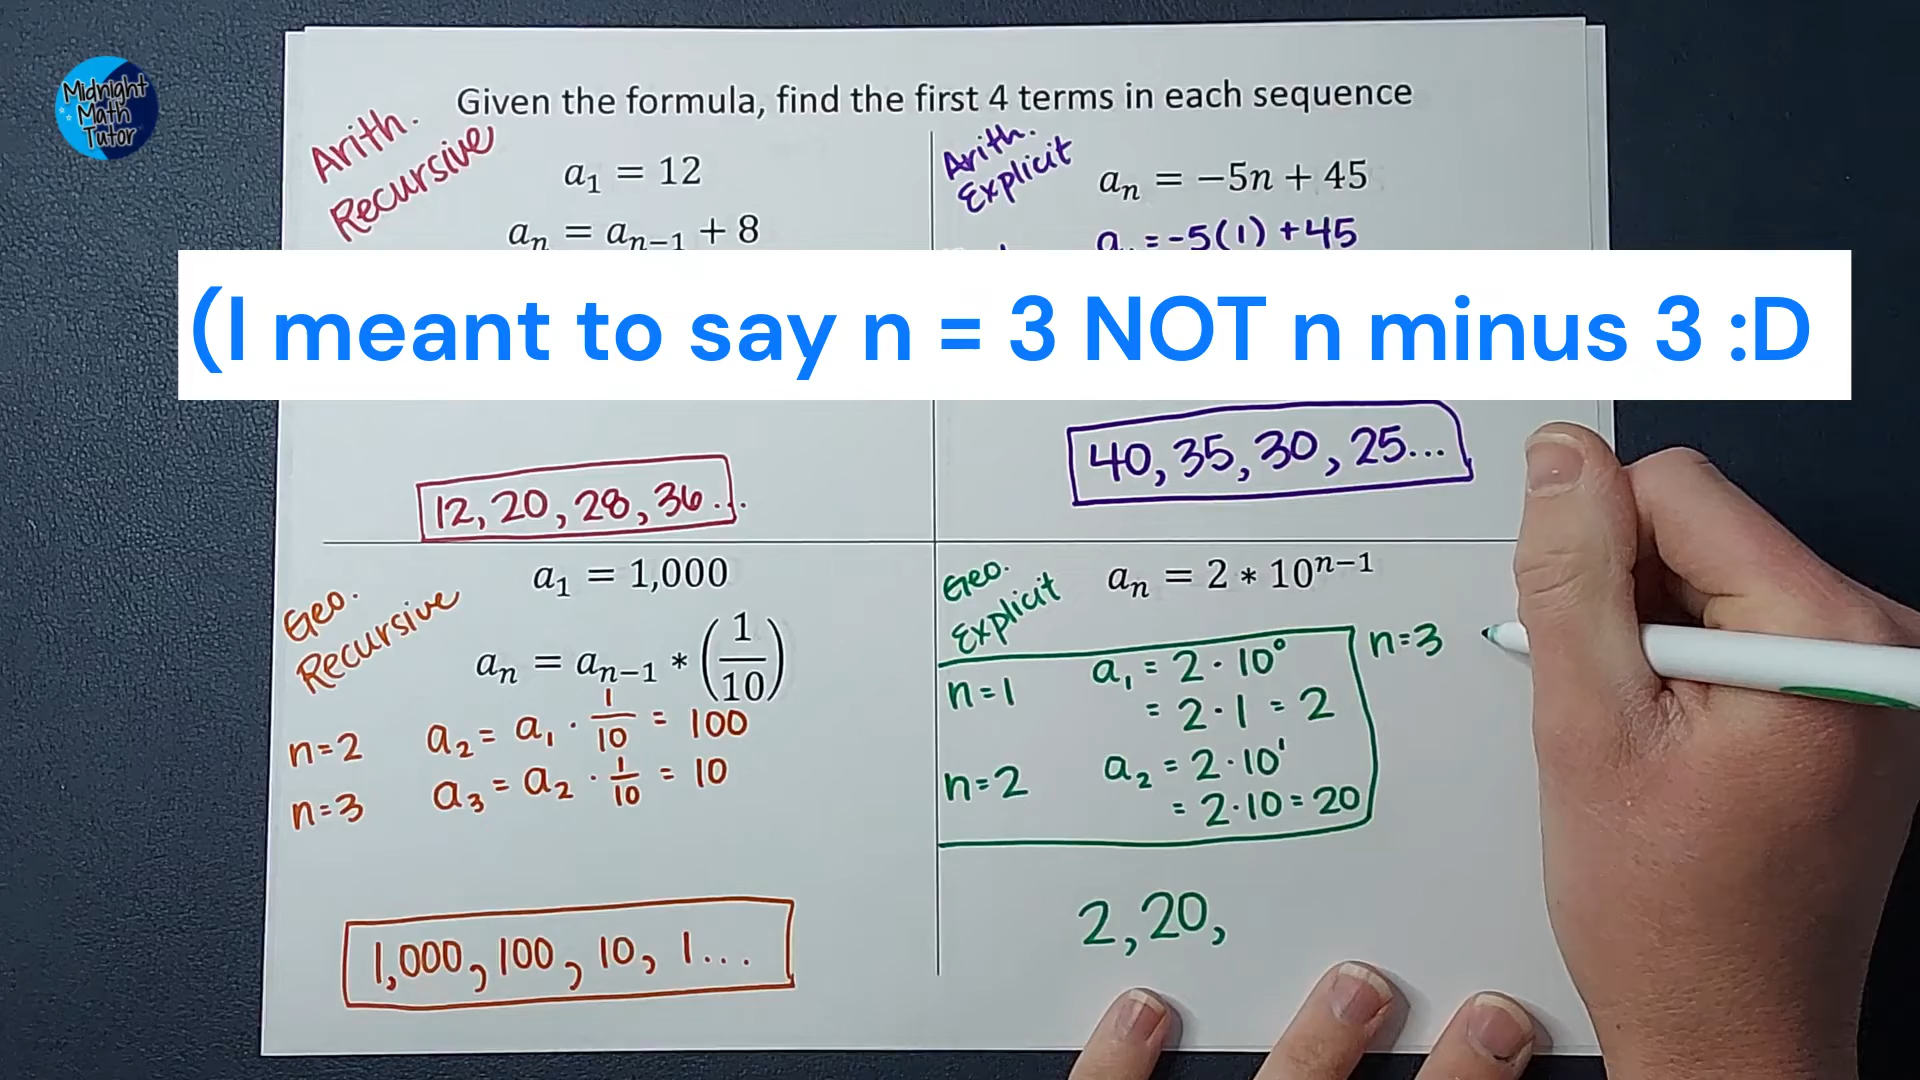 Midnight
Math
Tutor
Given the formula, find the first 4 terms in each sequence
Arith.
Recursive
a₁ = 12
aₙ = aₙ₋₁ + 8
Arith.
Explicit
aₙ = −5n + 45
= -5(1) + 45
(I meant to say n = 3 NOT n minus 3 :D
12, 20, 28, 36...
40, 35, 30, 25...
Geo.
Recursive
a₁ = 1,000
aₙ = aₙ₋₁ * (1/10)
n=2 a₂ = a₁ · 1/10 = 100
n=3 a₃ = a₂ · 1/10 = 10
1,000, 100, 10, 1...
Geo.
Explicit
aₙ = 2 * 10ⁿ⁻¹
n=1 a₁ = 2 · 10⁰
= 2 · 1 = 2
n=2 a₂ = 2 · 10¹
= 2 · 10 = 20
n=3
2, 20,